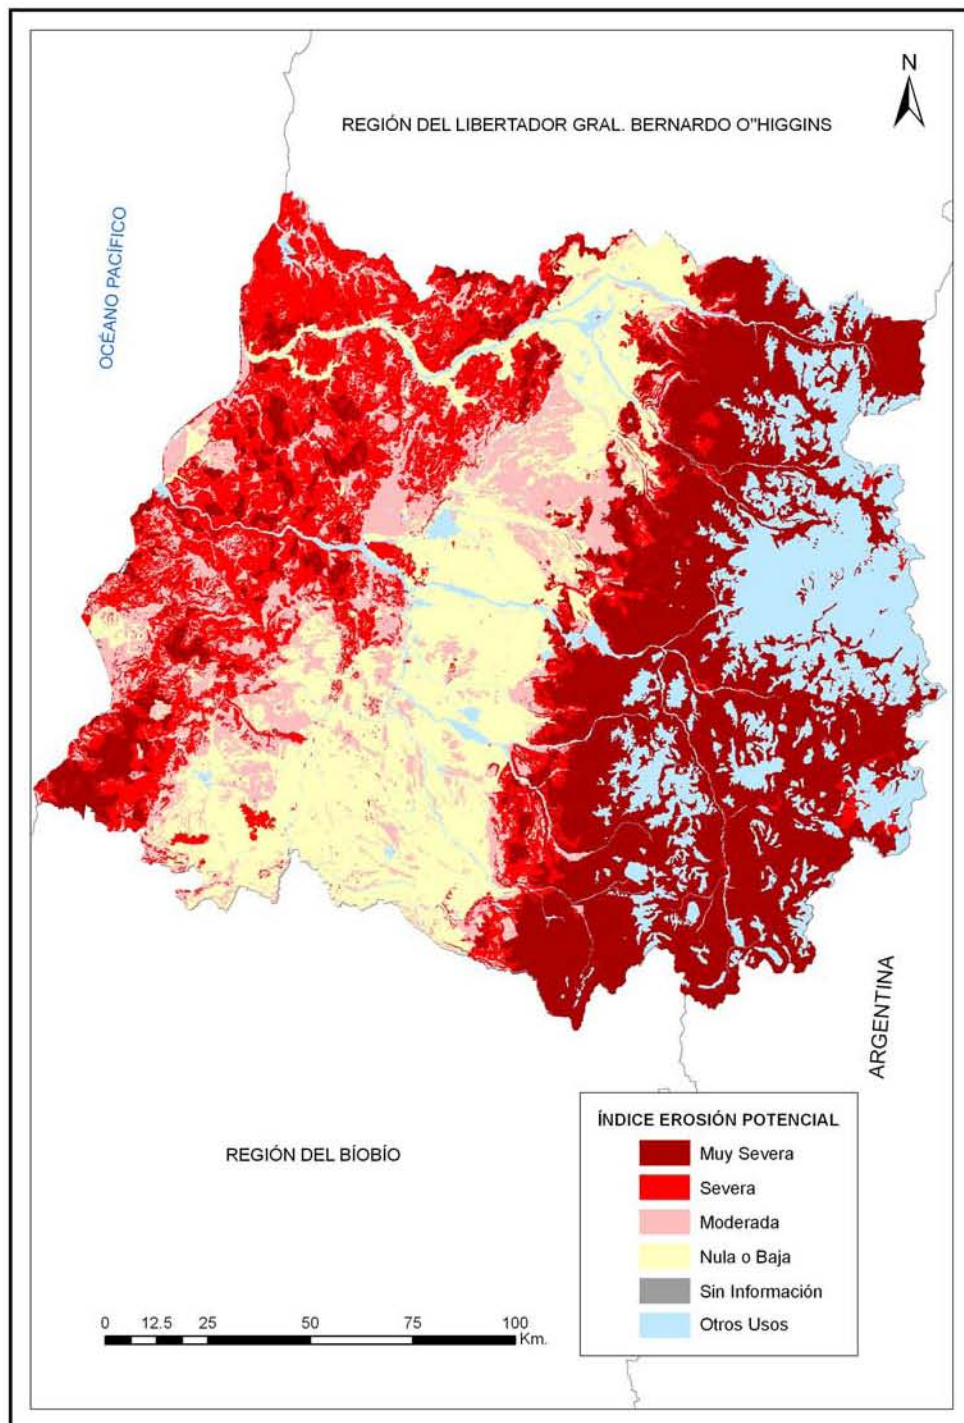 N
REGIÓN DEL LIBERTADOR GRAL. BERNARDO O"HIGGINS
OCÉANO PACÍFICO
ARGENTINA
REGIÓN DEL BÍOBÍO
ÍNDICE EROSIÓN POTENCIAL
Muy Severa
Severa
Moderada
Nula o Baja
Sin Información
Otros Usos
0 12.5 25 50 75 100
Km.